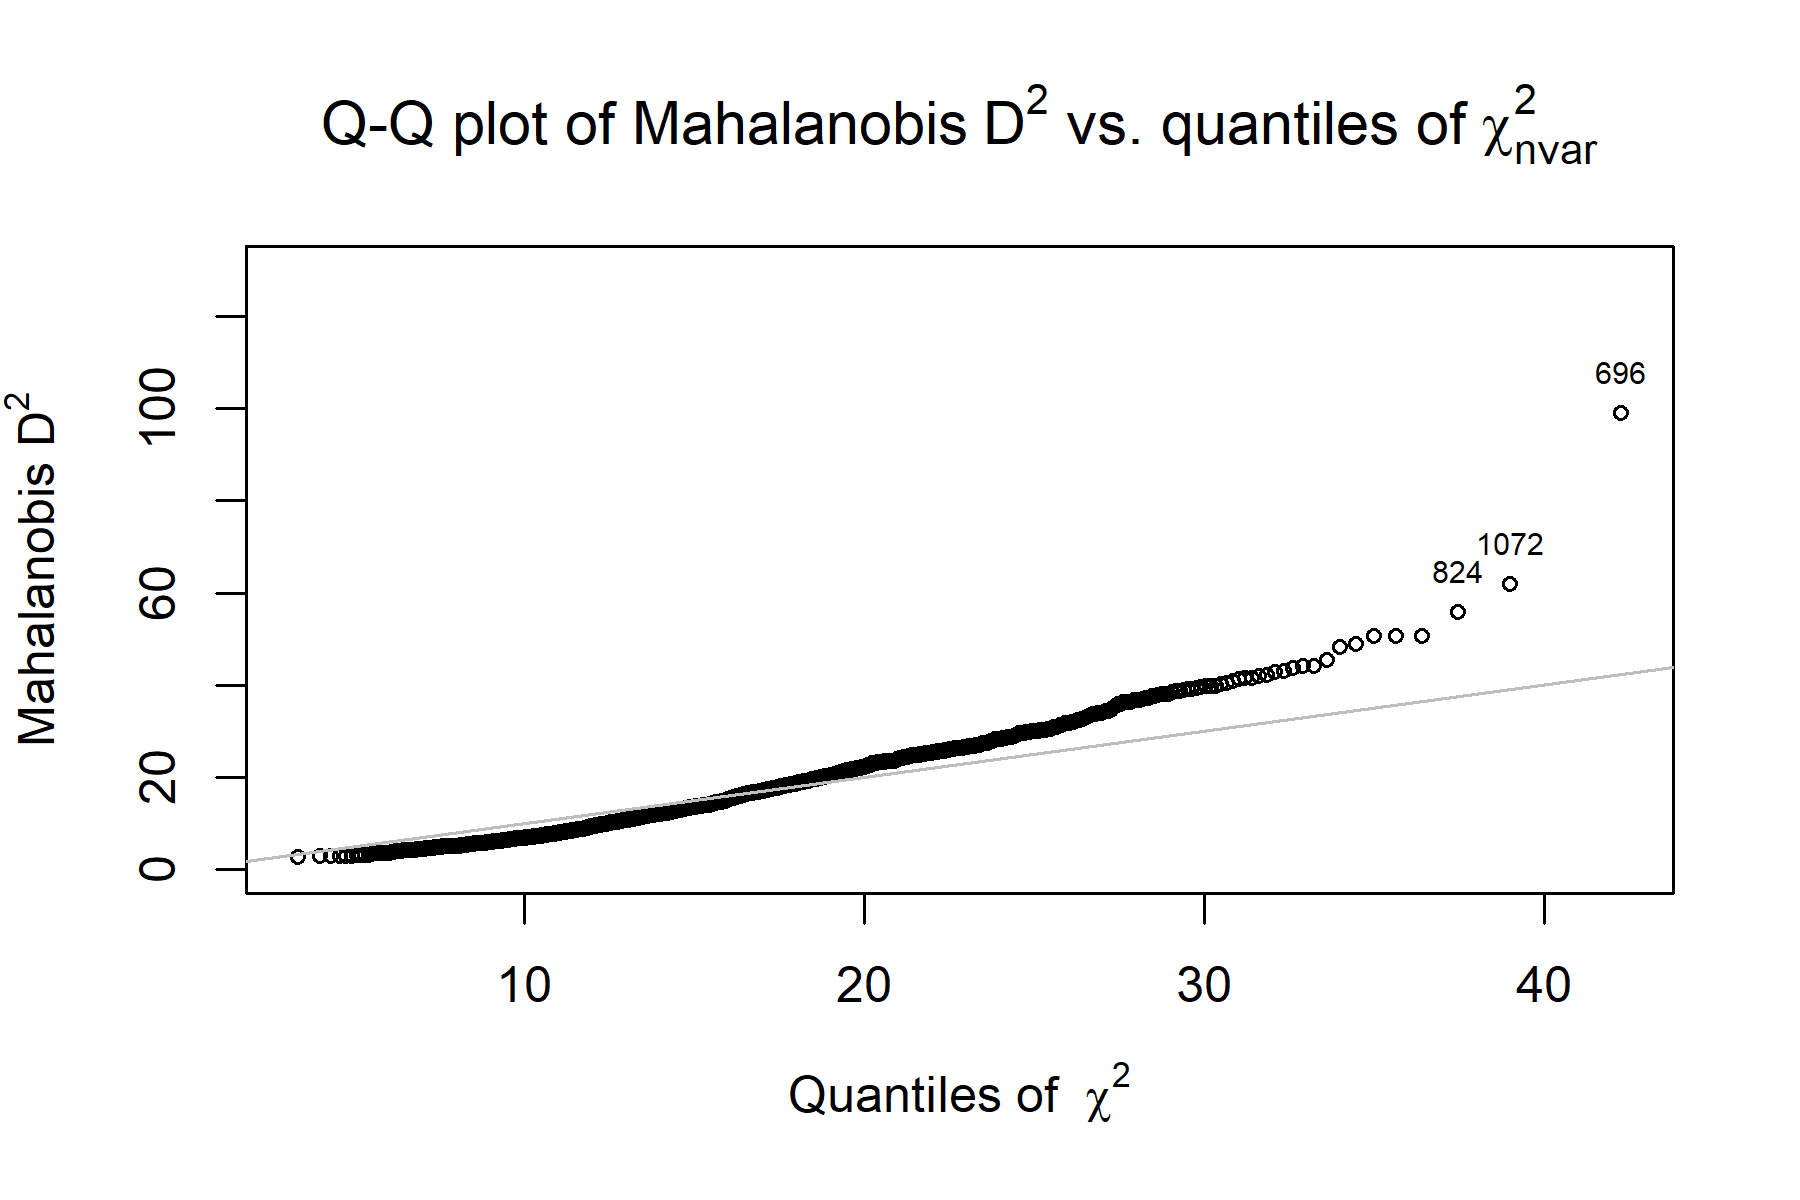 Q-Q plot of Mahalanobis D² vs. quantiles of χ²nvar
Mahalanobis D²
100
60
20
0
696
1072
824
10 20 30 40
Quantiles of χ²